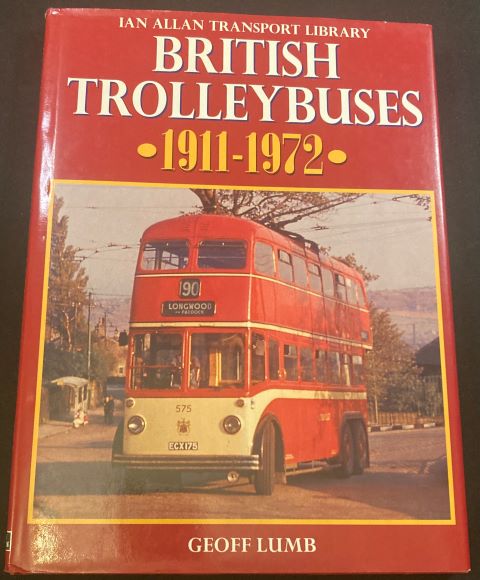 IAN ALLAN TRANSPORT LIBRARY
BRITISH
TROLLEYBUSES
•1911-1972•
90
LONGWOOD
575
ECX175
GEOFF LUMB